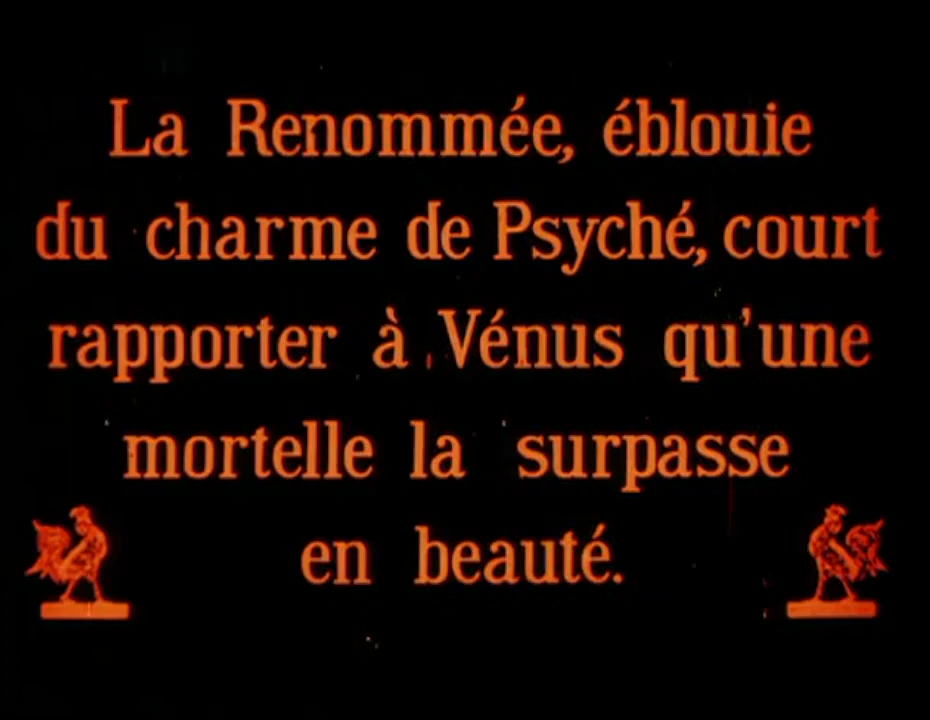 La Renommée, éblouie
du charme de Psyché, court
rapporter à Vénus qu'une
mortelle la surpasse
en beauté.